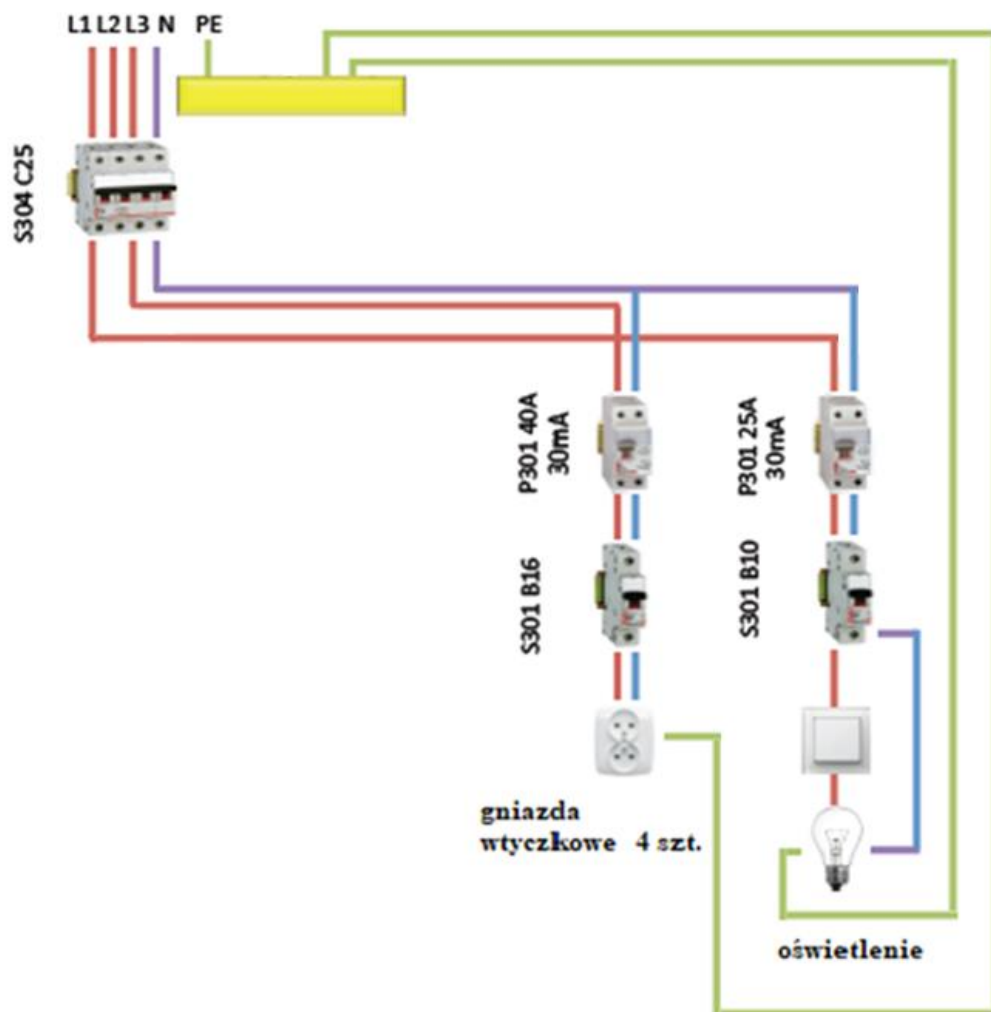 L1 L2 L3 N PE
S304 C25
P301 40A
30mA
P301 25A
30mA
S301 B16
S301 B10
gniazda
wtyczkowe 4 szt.
oświetlenie